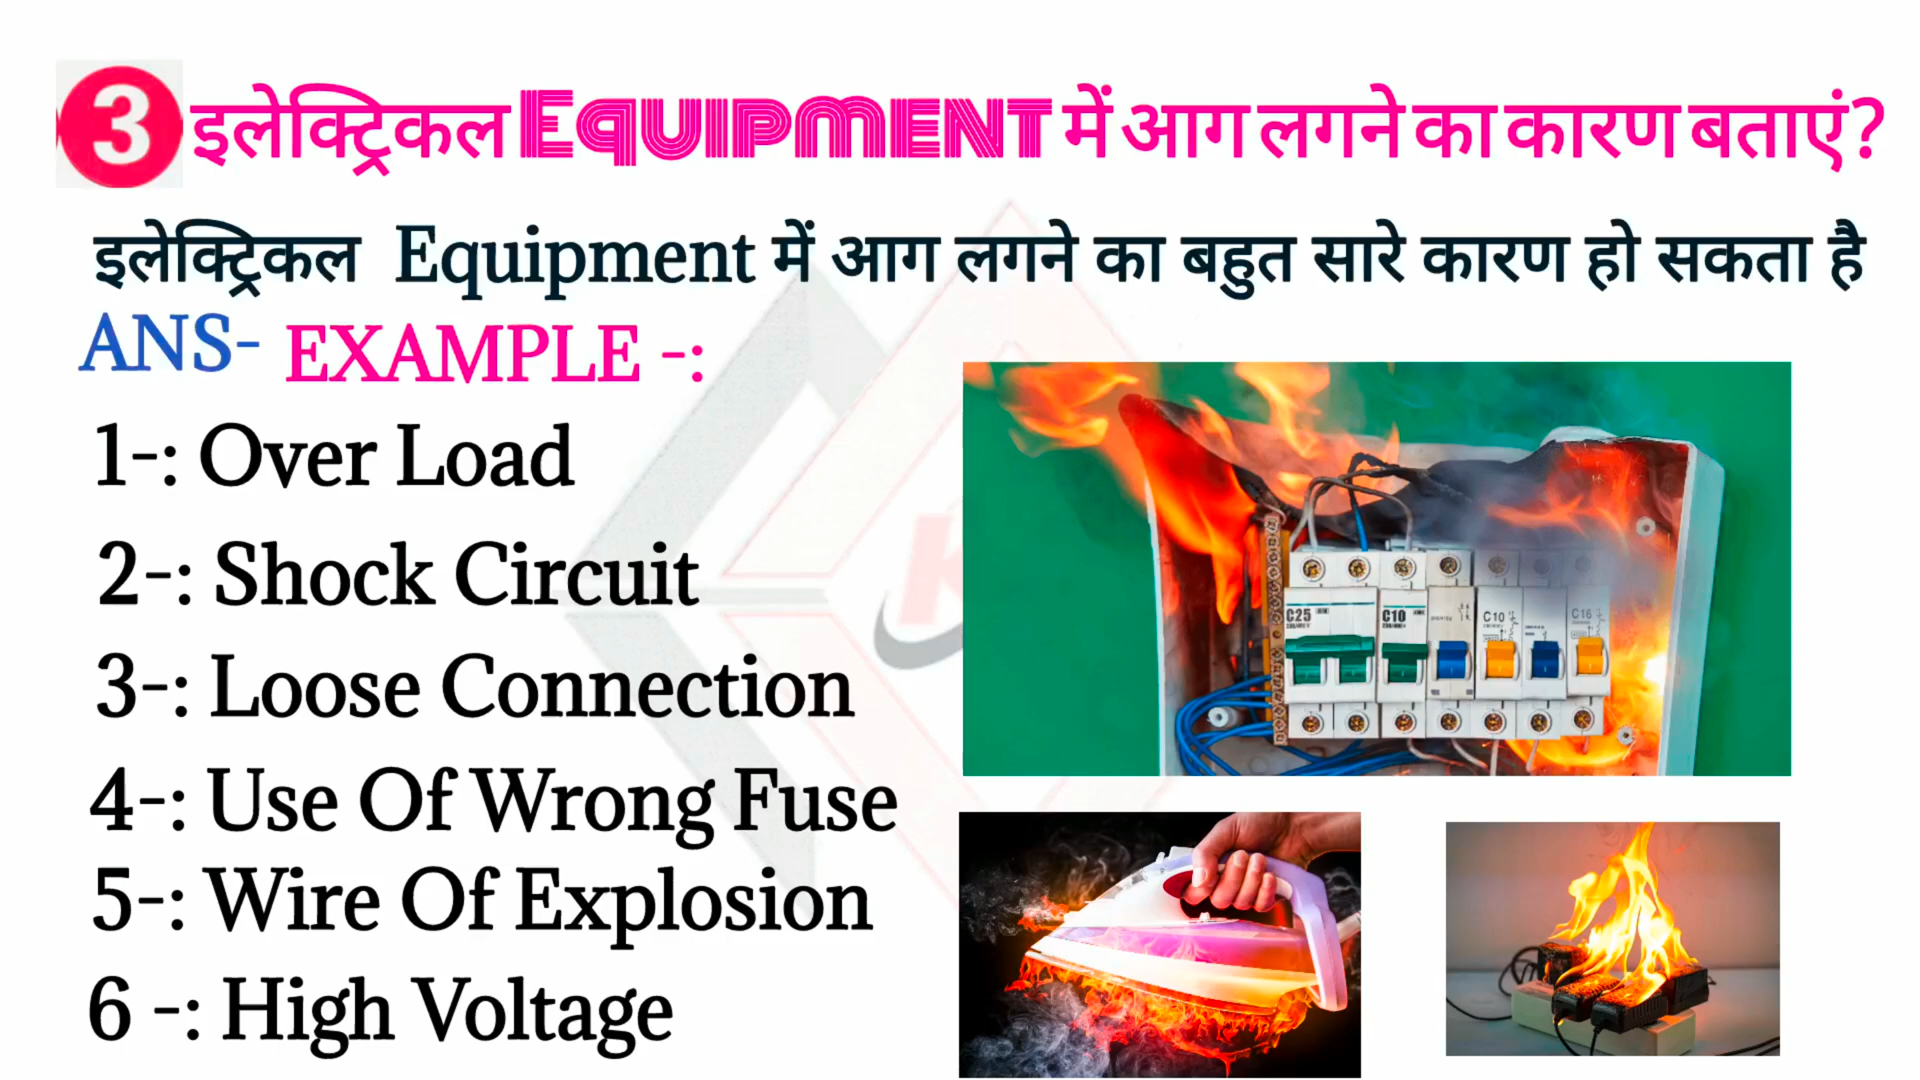 3 इलेक्ट्रिकल EQUIPMENT में आग लगने का कारण बताएं?
इलेक्ट्रिकल Equipment में आग लगने का बहुत सारे कारण हो सकता है
ANS- EXAMPLE -:
1-: Over Load
2-: Shock Circuit
3-: Loose Connection
4-: Use Of Wrong Fuse
5-: Wire Of Explosion
6 -: High Voltage
C25 C10 C10 C16
K